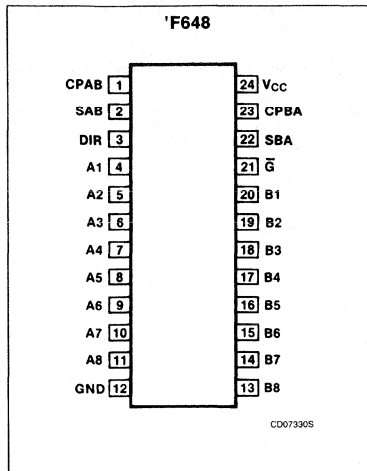 'F648
CPAB 1 24 VCC
SAB 2 23 CPBA
DIR 3 22 SBA
A1 4 21 G̅
A2 5 20 B1
A3 6 19 B2
A4 7 18 B3
A5 8 17 B4
A6 9 16 B5
A7 10 15 B6
A8 11 14 B7
GND 12 13 B8
CD07330S